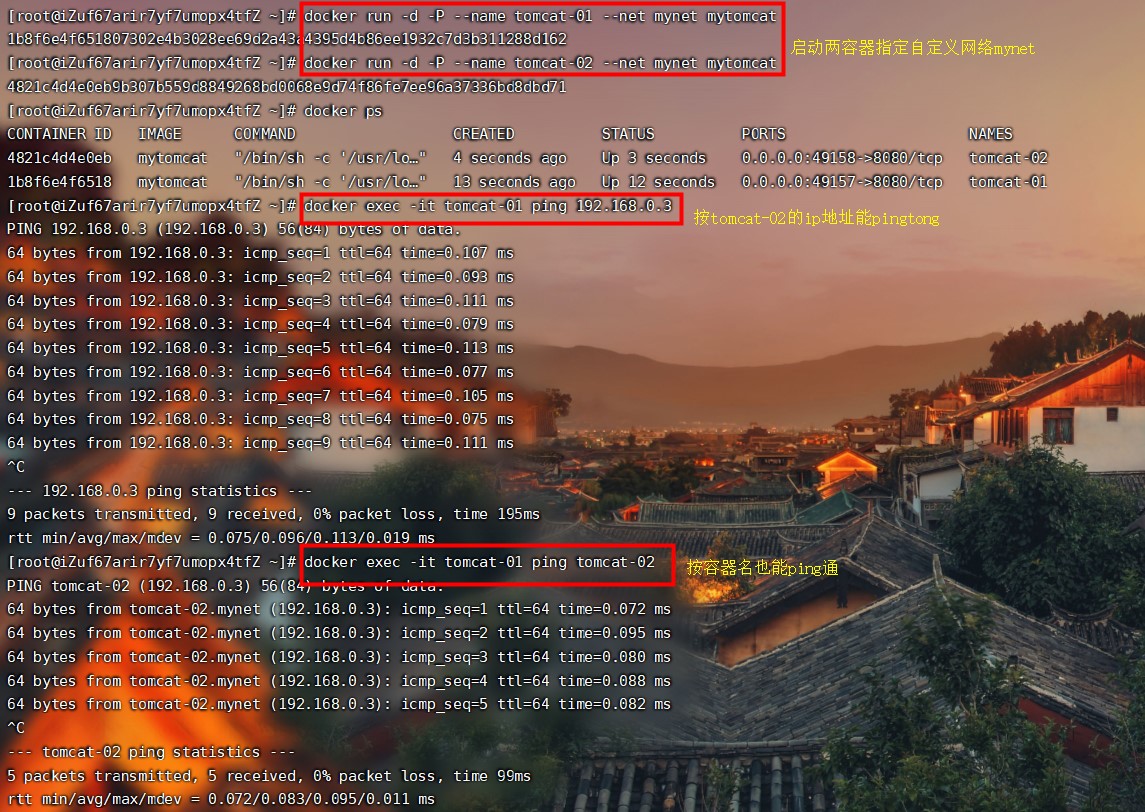 [root@iZuf67arir7yf7umopx4tfZ ~]# docker run -d -P --name tomcat-01 --net mynet mytomcat
1b8f6e4f651807302e4b3028ee69d2a43a4395d4b86ee1932c7d3b311288d162
启动两容器指定自定义网络mynet
[root@iZuf67arir7yf7umopx4tfZ ~]# docker run -d -P --name tomcat-02 --net mynet mytomcat
4821c4d4e0eb9b307b559d8849268bd0068e9d74f86fe7ee96a37336bd8dbd71
[root@iZuf67arir7yf7umopx4tfZ ~]# docker ps
CONTAINER ID   IMAGE      COMMAND                  CREATED          STATUS          PORTS                     NAMES
4821c4d4e0eb   mytomcat   "/bin/sh -c '/usr/lo…"   4 seconds ago    Up 3 seconds    0.0.0.0:49158->8080/tcp   tomcat-02
1b8f6e4f6518   mytomcat   "/bin/sh -c '/usr/lo…"   13 seconds ago   Up 12 seconds   0.0.0.0:49157->8080/tcp   tomcat-01
[root@iZuf67arir7yf7umopx4tfZ ~]# docker exec -it tomcat-01 ping 192.168.0.3
按tomcat-02的ip地址能pingtong
PING 192.168.0.3 (192.168.0.3) 56(84) bytes of data.
64 bytes from 192.168.0.3: icmp_seq=1 ttl=64 time=0.107 ms
64 bytes from 192.168.0.3: icmp_seq=2 ttl=64 time=0.093 ms
64 bytes from 192.168.0.3: icmp_seq=3 ttl=64 time=0.111 ms
64 bytes from 192.168.0.3: icmp_seq=4 ttl=64 time=0.079 ms
64 bytes from 192.168.0.3: icmp_seq=5 ttl=64 time=0.113 ms
64 bytes from 192.168.0.3: icmp_seq=6 ttl=64 time=0.077 ms
64 bytes from 192.168.0.3: icmp_seq=7 ttl=64 time=0.105 ms
64 bytes from 192.168.0.3: icmp_seq=8 ttl=64 time=0.075 ms
64 bytes from 192.168.0.3: icmp_seq=9 ttl=64 time=0.111 ms
^C
--- 192.168.0.3 ping statistics ---
9 packets transmitted, 9 received, 0% packet loss, time 195ms
rtt min/avg/max/mdev = 0.075/0.096/0.113/0.019 ms
[root@iZuf67arir7yf7umopx4tfZ ~]# docker exec -it tomcat-01 ping tomcat-02
按容器名也能ping通
PING tomcat-02 (192.168.0.3) 56(84) bytes of data.
64 bytes from tomcat-02.mynet (192.168.0.3): icmp_seq=1 ttl=64 time=0.072 ms
64 bytes from tomcat-02.mynet (192.168.0.3): icmp_seq=2 ttl=64 time=0.095 ms
64 bytes from tomcat-02.mynet (192.168.0.3): icmp_seq=3 ttl=64 time=0.080 ms
64 bytes from tomcat-02.mynet (192.168.0.3): icmp_seq=4 ttl=64 time=0.088 ms
64 bytes from tomcat-02.mynet (192.168.0.3): icmp_seq=5 ttl=64 time=0.082 ms
^C
--- tomcat-02 ping statistics ---
5 packets transmitted, 5 received, 0% packet loss, time 99ms
rtt min/avg/max/mdev = 0.072/0.083/0.095/0.011 ms